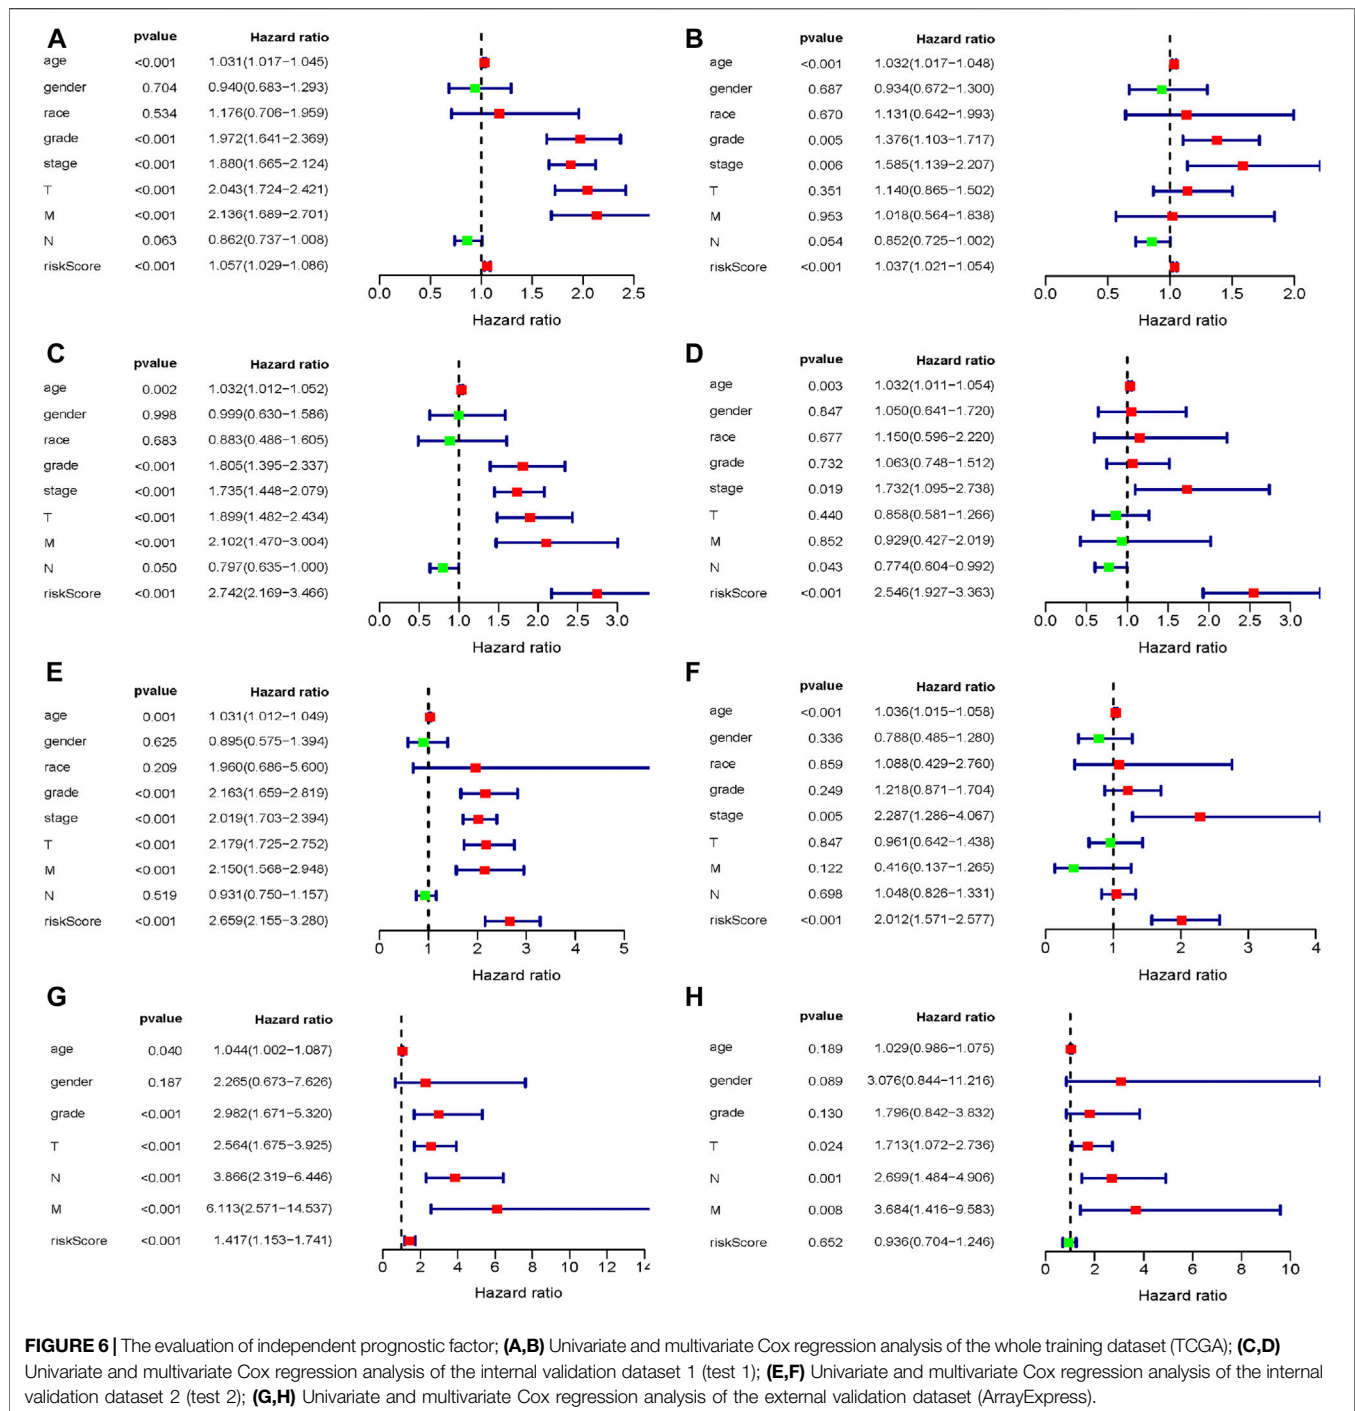 A
pvalue Hazard ratio
age <0.001 1.031(1.017−1.045)
gender 0.704 0.940(0.683−1.293)
race 0.534 1.176(0.706−1.959)
grade <0.001 1.972(1.641−2.369)
stage <0.001 1.880(1.665−2.124)
T <0.001 2.043(1.724−2.421)
M <0.001 2.136(1.689−2.701)
N 0.063 0.862(0.737−1.008)
riskScore <0.001 1.057(1.029−1.086)
0.0 0.5 1.0 1.5 2.0 2.5
Hazard ratio
B
pvalue Hazard ratio
age <0.001 1.032(1.017−1.048)
gender 0.687 0.934(0.672−1.300)
race 0.670 1.131(0.642−1.993)
grade 0.005 1.376(1.103−1.717)
stage 0.006 1.585(1.139−2.207)
T 0.351 1.140(0.865−1.502)
M 0.953 1.018(0.564−1.838)
N 0.054 0.852(0.725−1.002)
riskScore <0.001 1.037(1.021−1.054)
0.0 0.5 1.0 1.5 2.0
Hazard ratio
C
pvalue Hazard ratio
age 0.002 1.032(1.012−1.052)
gender 0.998 0.999(0.630−1.586)
race 0.683 0.883(0.486−1.605)
grade <0.001 1.805(1.395−2.337)
stage <0.001 1.735(1.448−2.079)
T <0.001 1.899(1.482−2.434)
M <0.001 2.102(1.470−3.004)
N 0.050 0.797(0.635−1.000)
riskScore <0.001 2.742(2.169−3.466)
0.0 0.5 1.0 1.5 2.0 2.5 3.0
Hazard ratio
D
pvalue Hazard ratio
age 0.003 1.032(1.011−1.054)
gender 0.847 1.050(0.641−1.720)
race 0.677 1.150(0.596−2.220)
grade 0.732 1.063(0.748−1.512)
stage 0.019 1.732(1.095−2.738)
T 0.440 0.858(0.581−1.266)
M 0.852 0.929(0.427−2.019)
N 0.043 0.774(0.604−0.992)
riskScore <0.001 2.546(1.927−3.363)
0.0 0.5 1.0 1.5 2.0 2.5 3.0
Hazard ratio
E
pvalue Hazard ratio
age 0.001 1.031(1.012−1.049)
gender 0.625 0.895(0.575−1.394)
race 0.209 1.960(0.686−5.600)
grade <0.001 2.163(1.659−2.819)
stage <0.001 2.019(1.703−2.394)
T <0.001 2.179(1.725−2.752)
M <0.001 2.150(1.568−2.948)
N 0.519 0.931(0.750−1.157)
riskScore <0.001 2.659(2.155−3.280)
0 1 2 3 4 5
Hazard ratio
F
pvalue Hazard ratio
age <0.001 1.036(1.015−1.058)
gender 0.336 0.788(0.485−1.280)
race 0.859 1.088(0.429−2.760)
grade 0.249 1.218(0.871−1.704)
stage 0.005 2.287(1.286−4.067)
T 0.847 0.961(0.642−1.438)
M 0.122 0.416(0.137−1.265)
N 0.698 1.048(0.826−1.331)
riskScore <0.001 2.012(1.571−2.577)
0 1 2 3 4
Hazard ratio
G
pvalue Hazard ratio
age 0.040 1.044(1.002−1.087)
gender 0.187 2.265(0.673−7.626)
grade <0.001 2.982(1.671−5.320)
T <0.001 2.564(1.675−3.925)
N <0.001 3.866(2.319−6.446)
M <0.001 6.113(2.571−14.537)
riskScore <0.001 1.417(1.153−1.741)
0 2 4 6 8 10 12 14
Hazard ratio
H
pvalue Hazard ratio
age 0.189 1.029(0.986−1.075)
gender 0.089 3.076(0.844−11.216)
grade 0.130 1.796(0.842−3.832)
T 0.024 1.713(1.072−2.736)
N 0.001 2.699(1.484−4.906)
M 0.008 3.684(1.416−9.583)
riskScore 0.652 0.936(0.704−1.246)
0 2 4 6 8 10
Hazard ratio
FIGURE 6 | The evaluation of independent prognostic factor; (A,B) Univariate and multivariate Cox regression analysis of the whole training dataset (TCGA); (C,D)
Univariate and multivariate Cox regression analysis of the internal validation dataset 1 (test 1); (E,F) Univariate and multivariate Cox regression analysis of the internal
validation dataset 2 (test 2); (G,H) Univariate and multivariate Cox regression analysis of the external validation dataset (ArrayExpress).